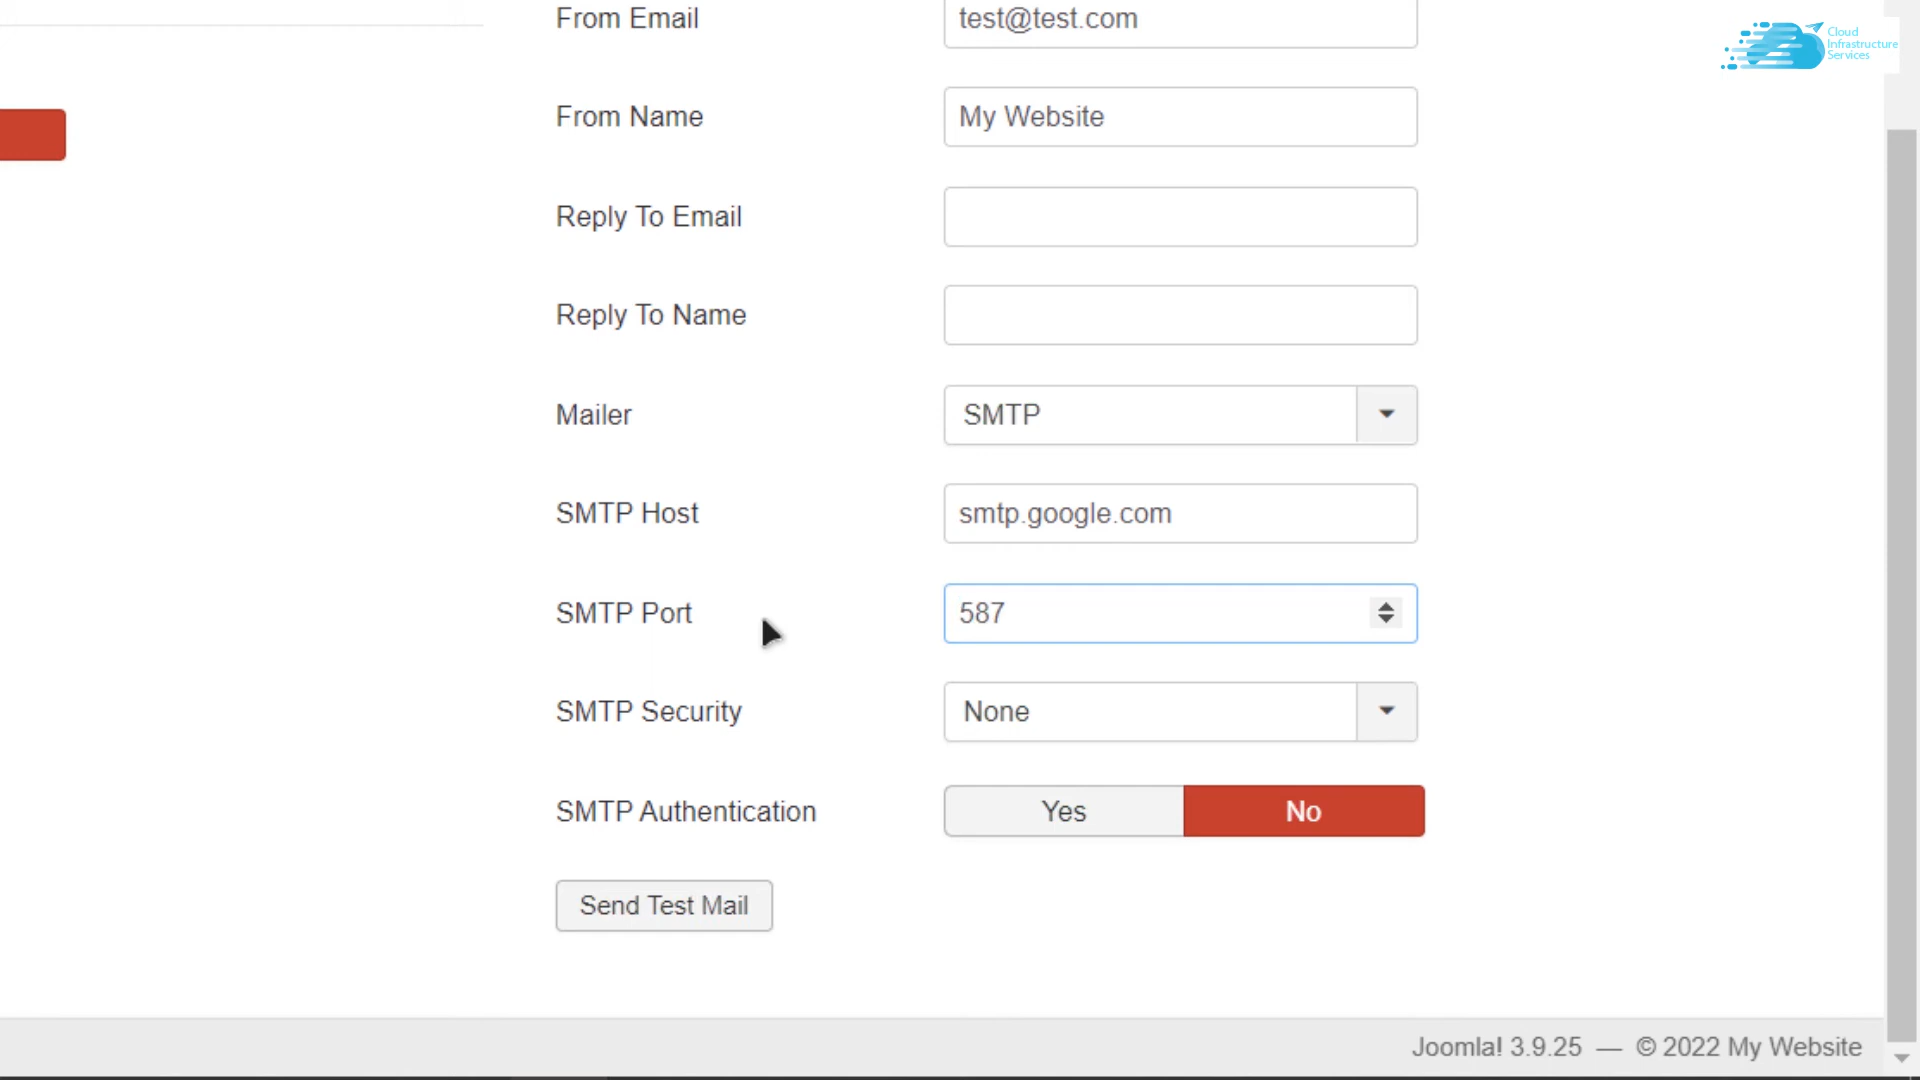 From Email
test@test.com
Cloud
Infrastructure
Services
From Name
My Website
Reply To Email
Reply To Name
Mailer
SMTP
SMTP Host
smtp.google.com
SMTP Port
587
SMTP Security
None
SMTP Authentication
Yes
No
Send Test Mail
Joomla! 3.9.25 — © 2022 My Website